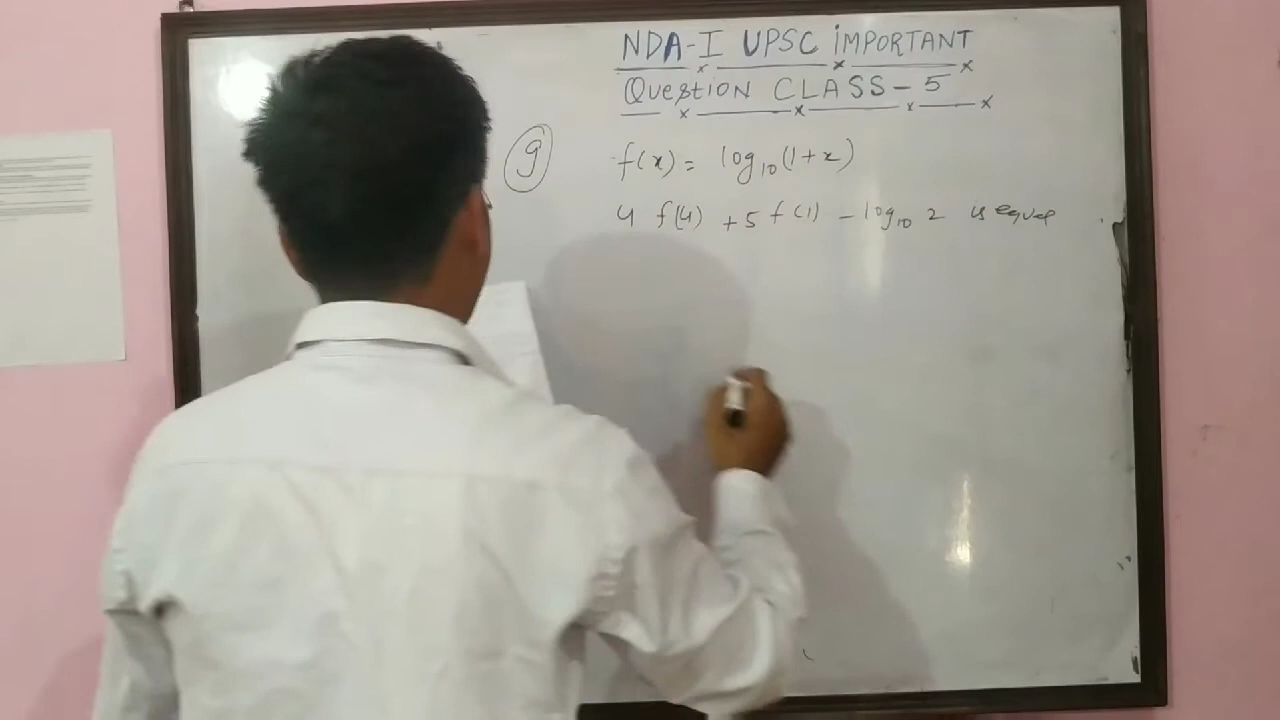 NDA-I UPSC IMPORTANT
Question CLASS-5
9
f(x) = log10(1+x)
4 f(4) + 5 f(1) - log10 2 is equal